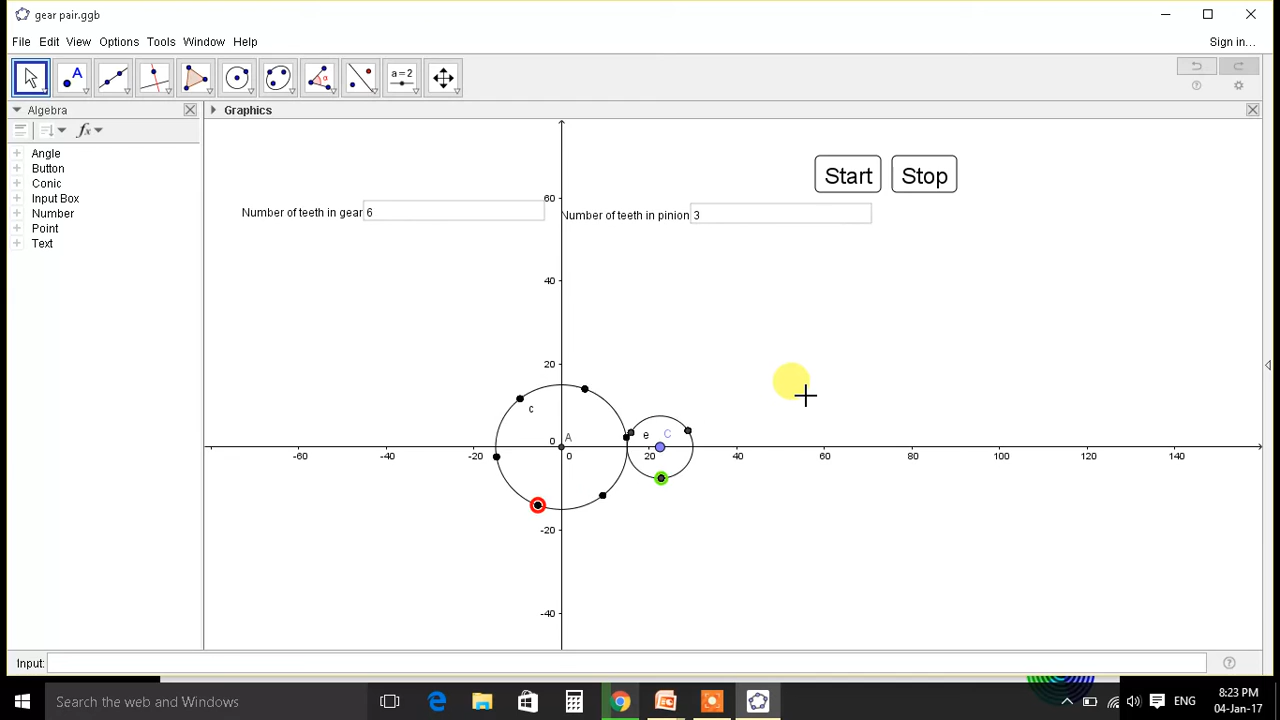 gear pair.ggb
File Edit View Options Tools Window Help
Sign in...
A
α
a=2
Algebra
Graphics
fx
Angle
Button
Conic
Input Box
Number
Point
Text
Start Stop
Number of teeth in gear 6
Number of teeth in pinion 3
60
40
20
0
-20
-40
-60 -40 -20 0 20 40 60 80 100 120 140
c
A
e
C
Input:
Search the web and Windows
ENG
8:23 PM
04-Jan-17